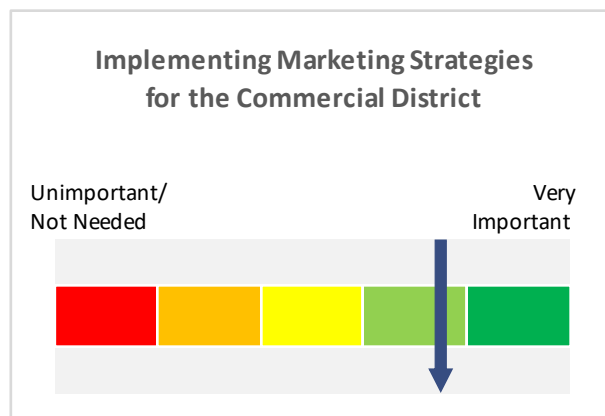 Implementing Marketing Strategies
for the Commercial District
Unimportant/
Not Needed
Very
Important